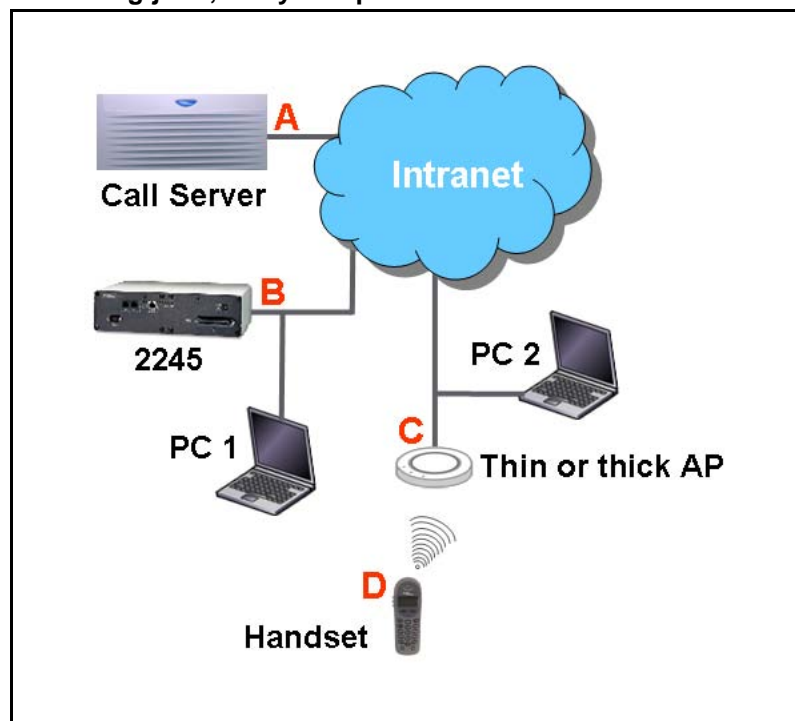 A
Call Server
Intranet
B
2245
PC 1
PC 2
C
Thin or thick AP
D
Handset